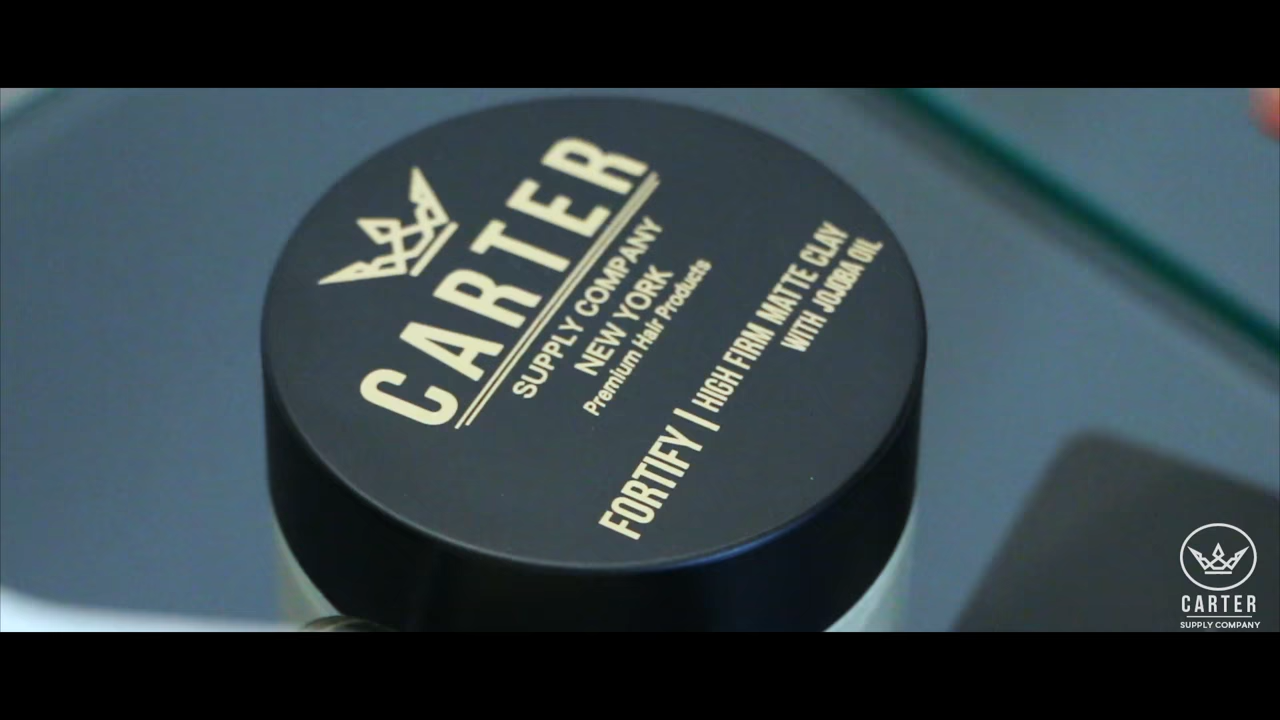 CARTER
SUPPLY COMPANY
NEW YORK
Premium Hair Products
FORTIFY | HIGH FIRM MATTE CLAY
WITH JOJOBA OIL
CARTER
SUPPLY COMPANY